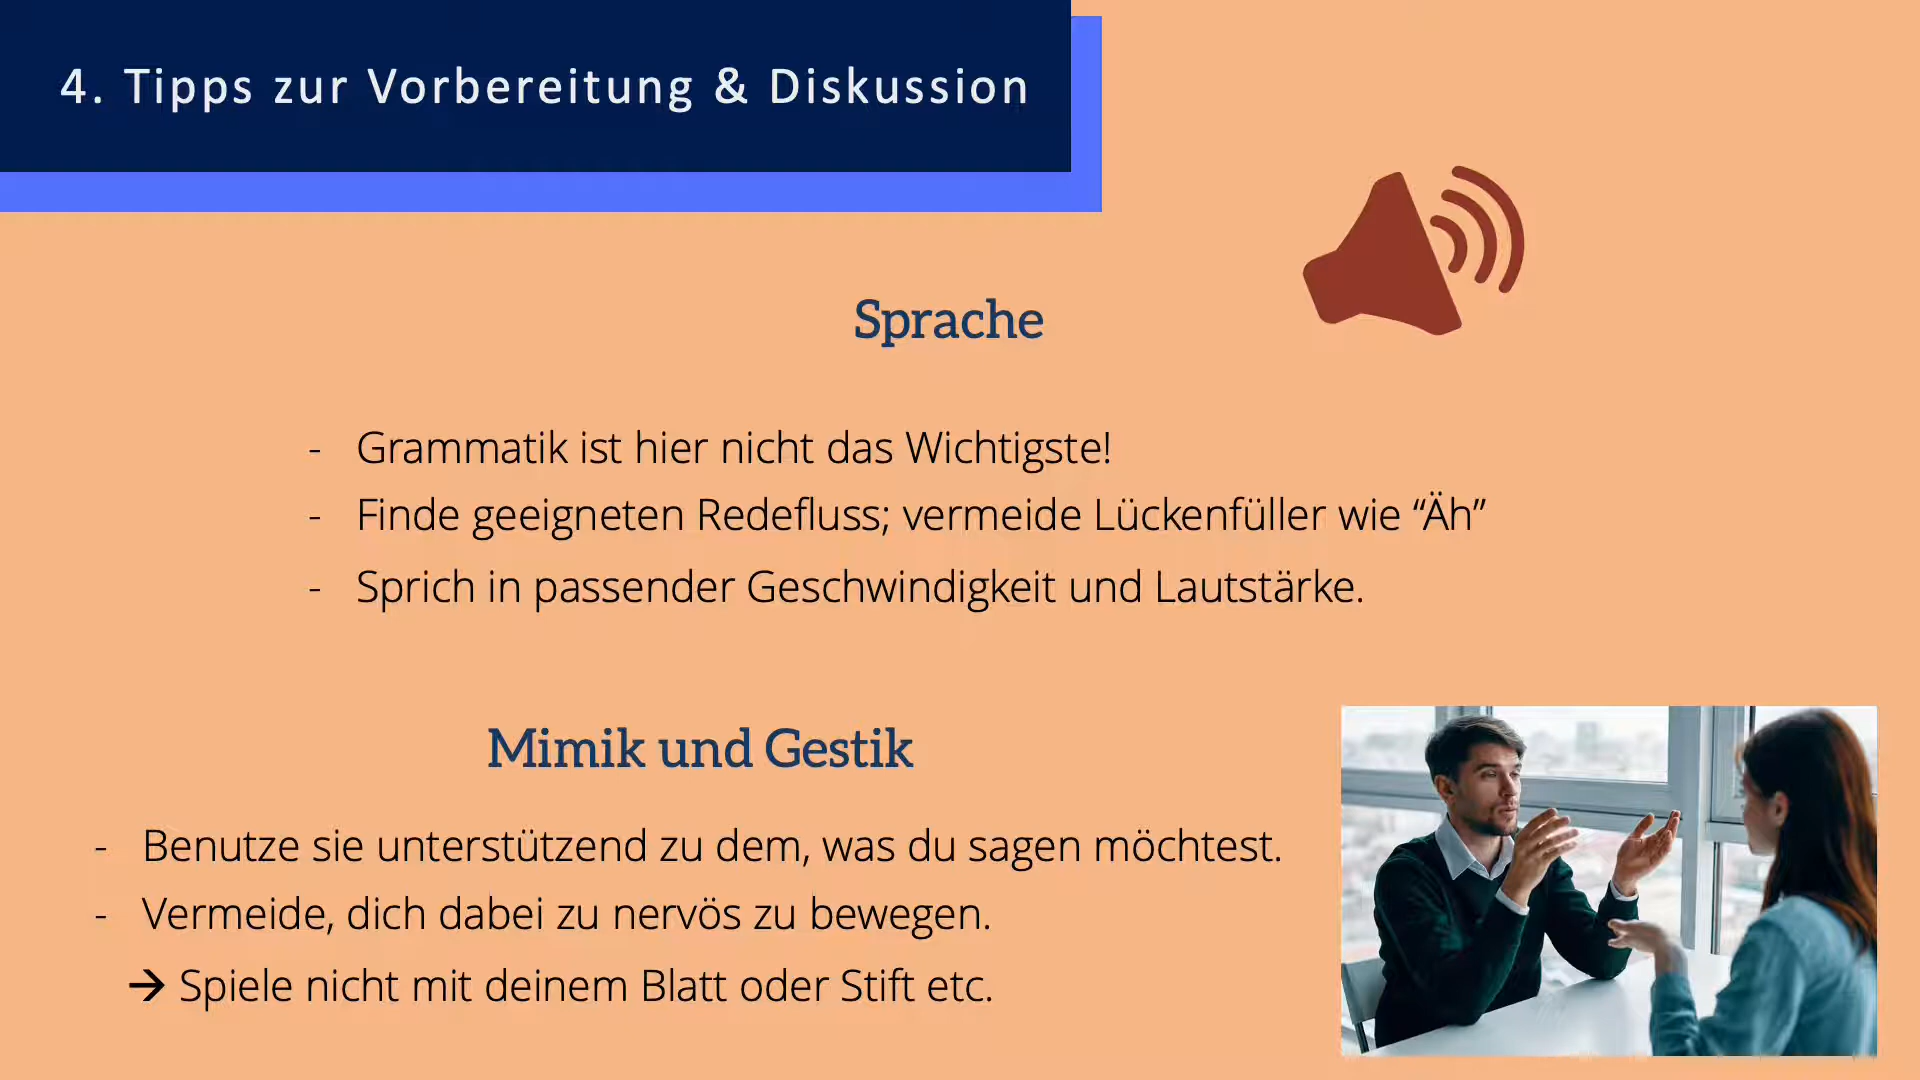 4. Tipps zur Vorbereitung & Diskussion
Sprache
- Grammatik ist hier nicht das Wichtigste!
- Finde geeigneten Redefluss; vermeide Lückenfüller wie “Äh”
- Sprich in passender Geschwindigkeit und Lautstärke.
Mimik und Gestik
- Benutze sie unterstützend zu dem, was du sagen möchtest.
- Vermeide, dich dabei zu nervös zu bewegen.
→ Spiele nicht mit deinem Blatt oder Stift etc.